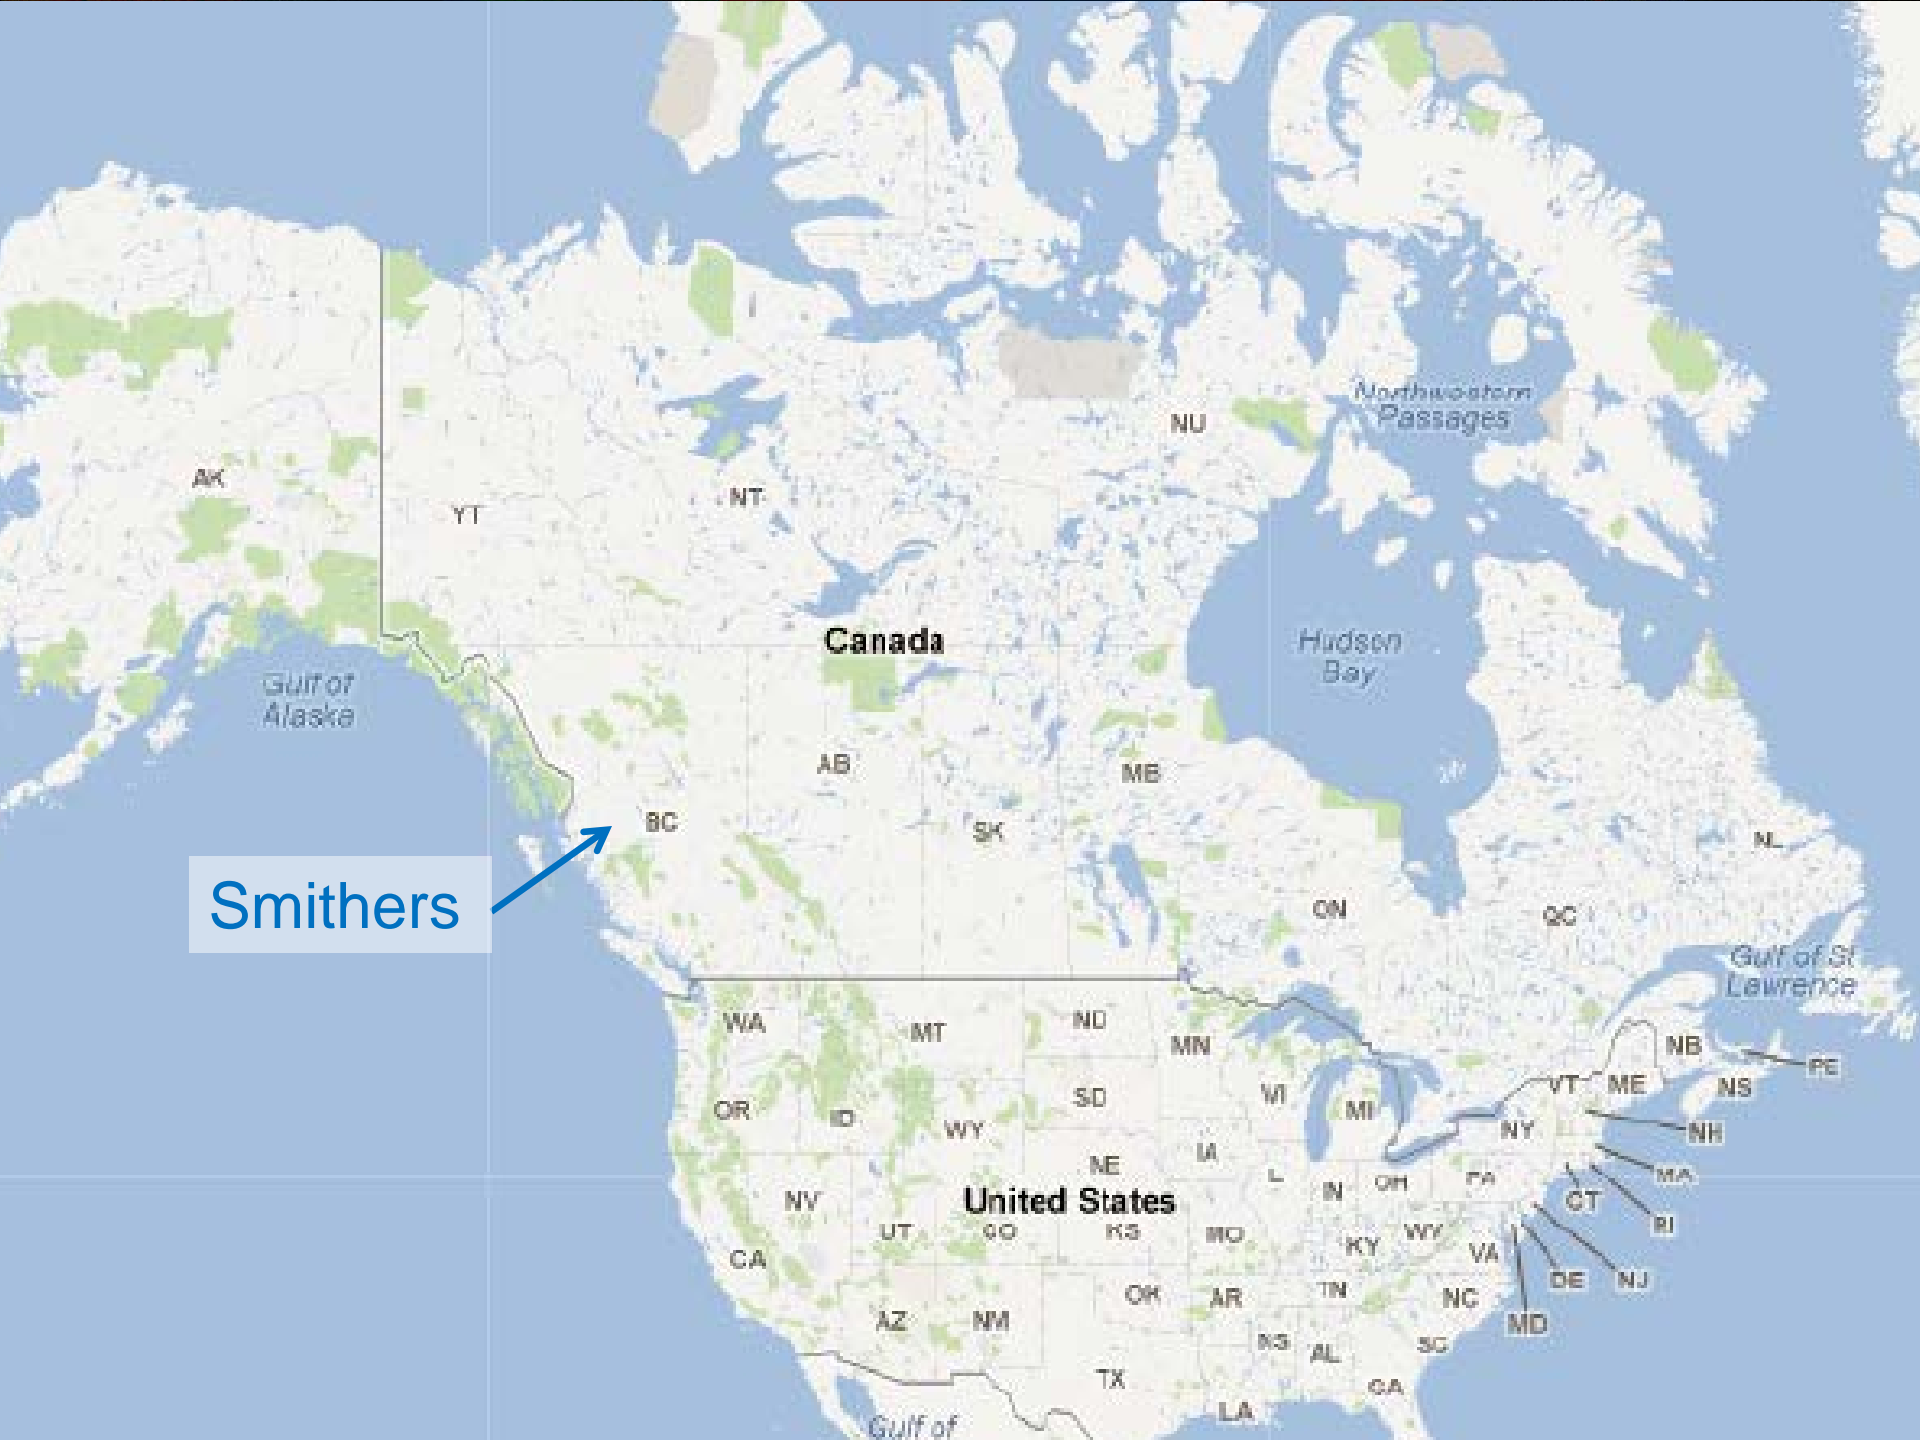 Northwestern
Passages
NU
AK
NT
YT
Canada
Hudson
Bay
Gulf of
Alaska
AB
MB
BC
SK
NL
Smithers
ON
QC
Gulf of St
Lawrence
WA
MT
ND
MN
NB
PE
VT
ME
NS
OR
ID
SD
WI
MI
WY
NY
NH
IA
NE
IL
IN
OH
PA
MA
NV
United States
CT
RI
UT
CO
KS
MO
KY
WV
VA
CA
DE
NJ
OK
AR
TN
NC
AZ
NM
MD
MS
AL
SC
TX
GA
LA
Gulf of